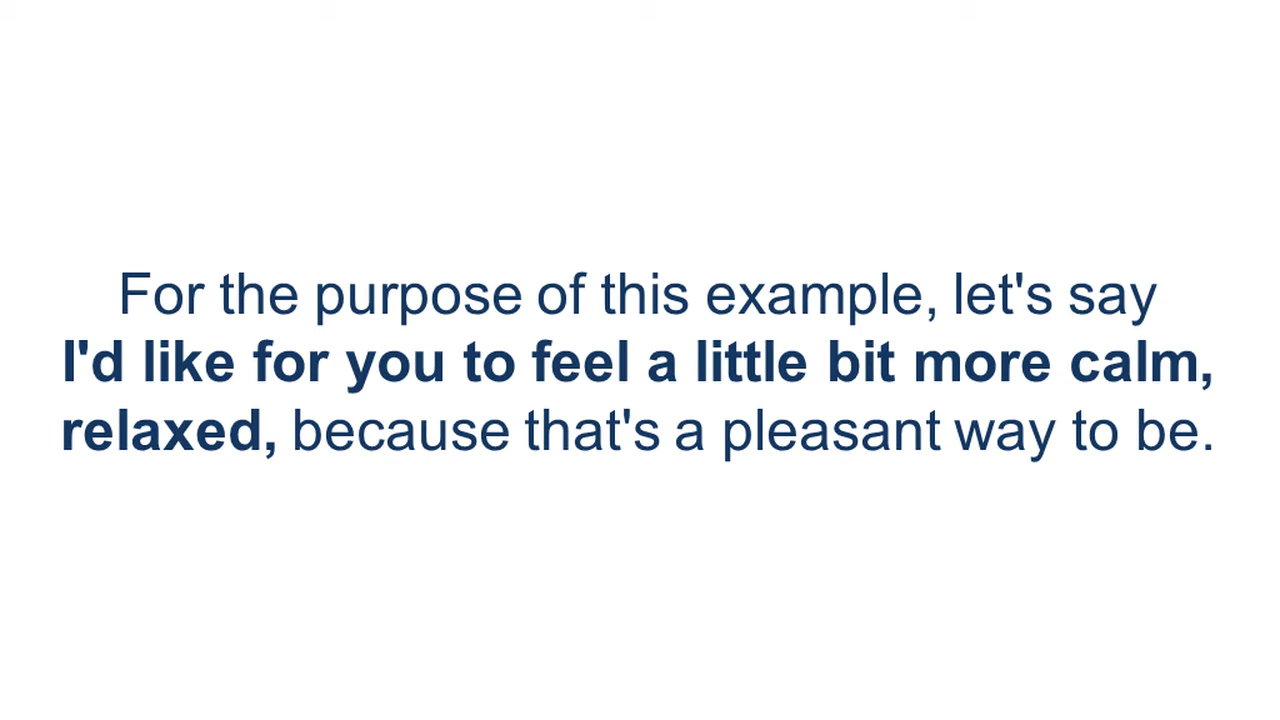 For the purpose of this example, let's say
I'd like for you to feel a little bit more calm,
relaxed, because that's a pleasant way to be.